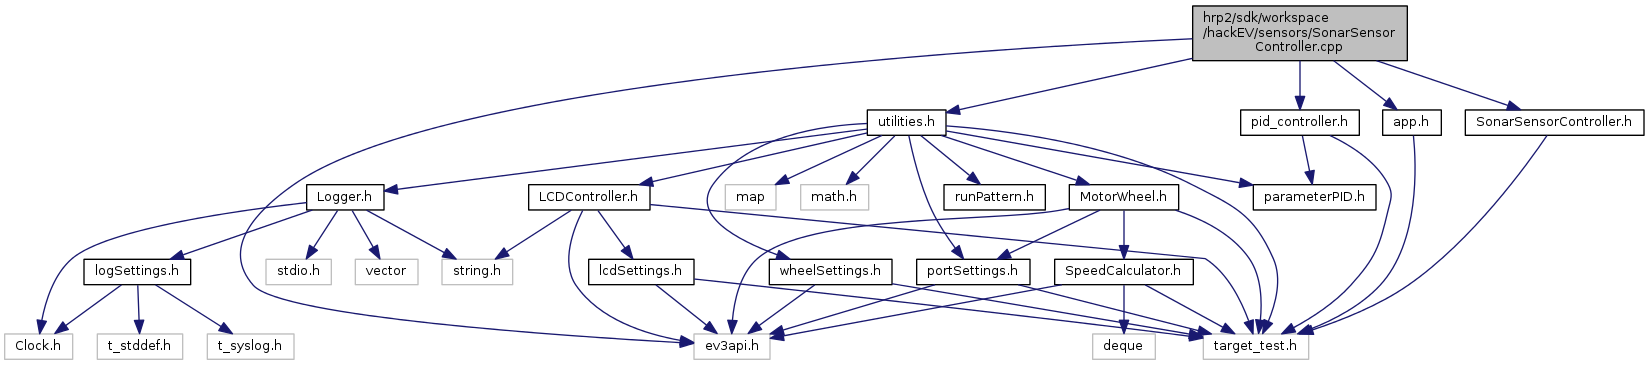 hrp2/sdk/workspace
/hackEV/sensors/SonarSensor
Controller.cpp
utilities.h
pid_controller.h
app.h
SonarSensorController.h
Logger.h
LCDController.h
map
math.h
runPattern.h
MotorWheel.h
parameterPID.h
logSettings.h
stdio.h
vector
string.h
lcdSettings.h
wheelSettings.h
portSettings.h
SpeedCalculator.h
Clock.h
t_stddef.h
t_syslog.h
ev3api.h
deque
target_test.h